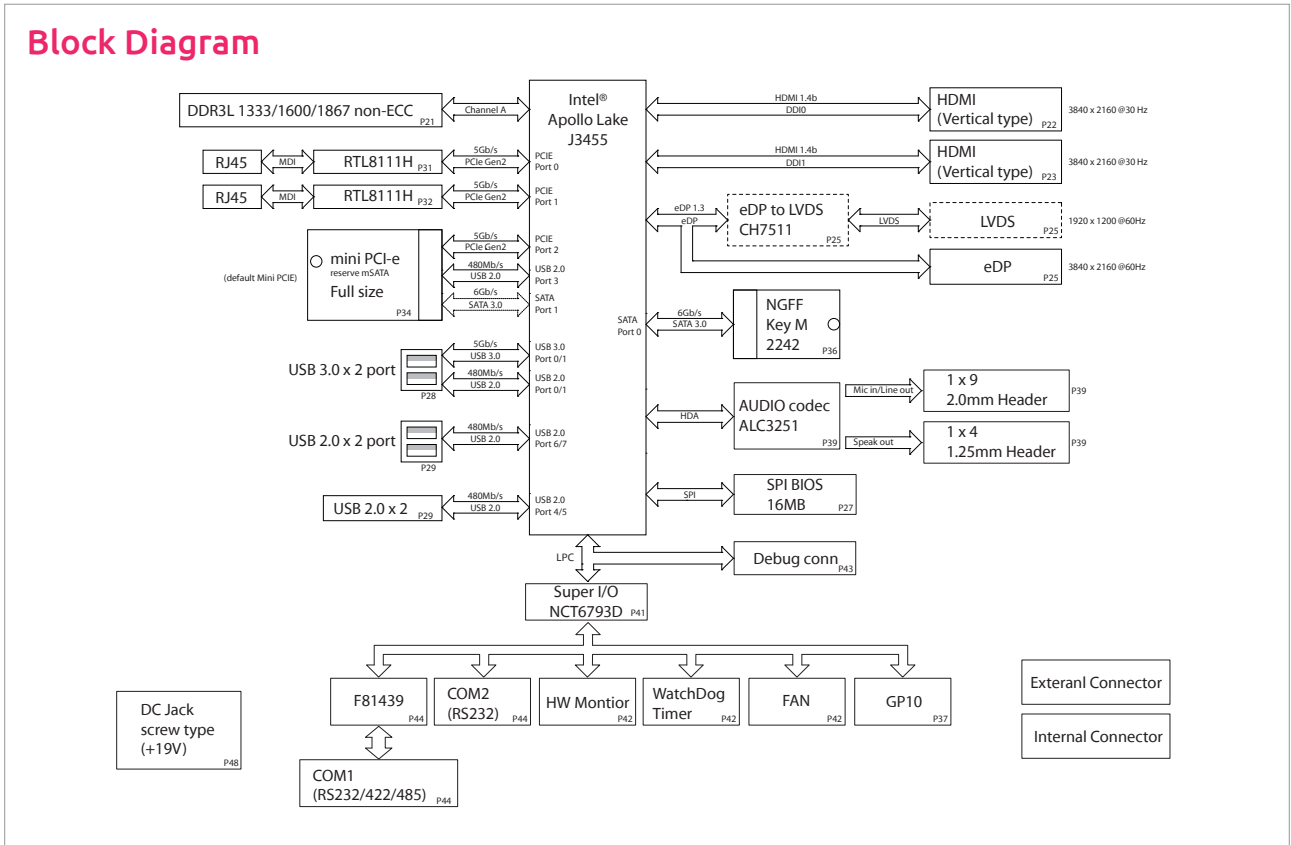 Block Diagram
Intel®
Apollo Lake
J3455
DDR3L 1333/1600/1867 non-ECC
P21
Channel A
RJ45
MDI
RTL8111H
P31
5Gb/s
PCIe Gen2
PCIE
Port 0
RJ45
MDI
RTL8111H
P32
5Gb/s
PCIe Gen2
PCIE
Port 1
(default Mini PCIE)
mini PCI-e
reserve mSATA
Full size
P34
5Gb/s
PCIe Gen2
PCIE
Port 2
480Mb/s
USB 2.0
USB 2.0
Port 3
6Gb/s
SATA 3.0
SATA
Port 1
USB 3.0 x 2 port
P28
5Gb/s
USB 3.0
USB 3.0
Port 0/1
480Mb/s
USB 2.0
USB 2.0
Port 0/1
USB 2.0 x 2 port
P29
480Mb/s
USB 2.0
USB 2.0
Port 6/7
USB 2.0 x 2
P29
480Mb/s
USB 2.0
USB 2.0
Port 4/5
HDMI 1.4b
DDI0
HDMI
(Vertical type)
P22
3840 x 2160 @30 Hz
HDMI 1.4b
DDI1
HDMI
(Vertical type)
P23
3840 x 2160 @30 Hz
eDP 1.3
eDP
eDP to LVDS
CH7511
P25
LVDS
LVDS
P25
1920 x 1200 @60Hz
eDP
P25
3840 x 2160 @60Hz
SATA
Port 0
6Gb/s
SATA 3.0
NGFF
Key M
2242
P36
HDA
AUDIO codec
ALC3251
P39
Mic in/Line out
1 x 9
2.0mm Header
P39
Speak out
1 x 4
1.25mm Header
P39
SPI
SPI BIOS
16MB
P27
LPC
Debug conn
P43
Super I/O
NCT6793D
P41
F81439
P44
COM2
(RS232)
P44
HW Montior
P42
WatchDog
Timer
P42
FAN
P42
GP10
P37
COM1
(RS232/422/485)
P44
DC Jack
screw type
(+19V)
P48
Exteranl Connector
Internal Connector